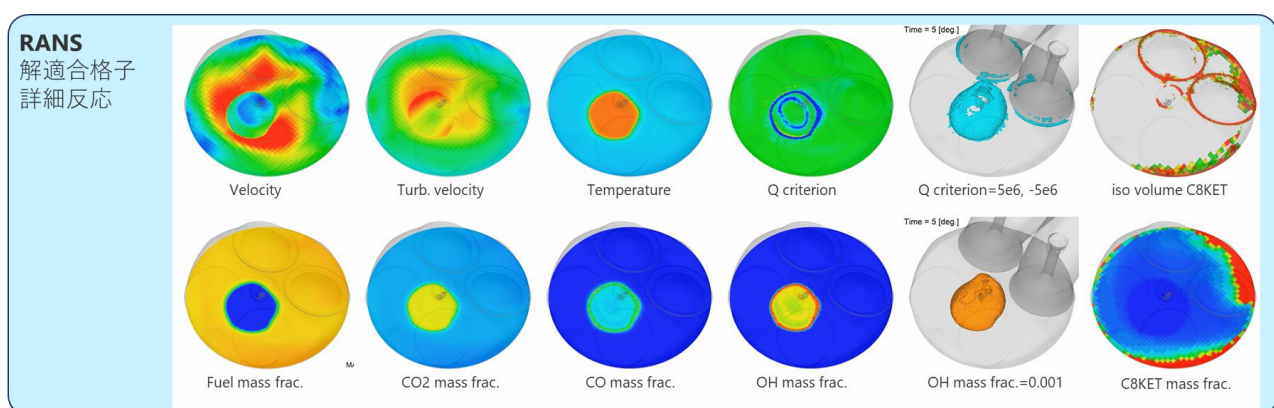 RANS
解適合格子
詳細反応
Time = 5 [deg.]
Velocity
Turb. velocity
Temperature
Q criterion
Q criterion=5e6, -5e6
iso volume C8KET
Time = 5 [deg.]
Fuel mass frac.
CO2 mass frac.
CO mass frac.
OH mass frac.
OH mass frac.=0.001
C8KET mass frac.